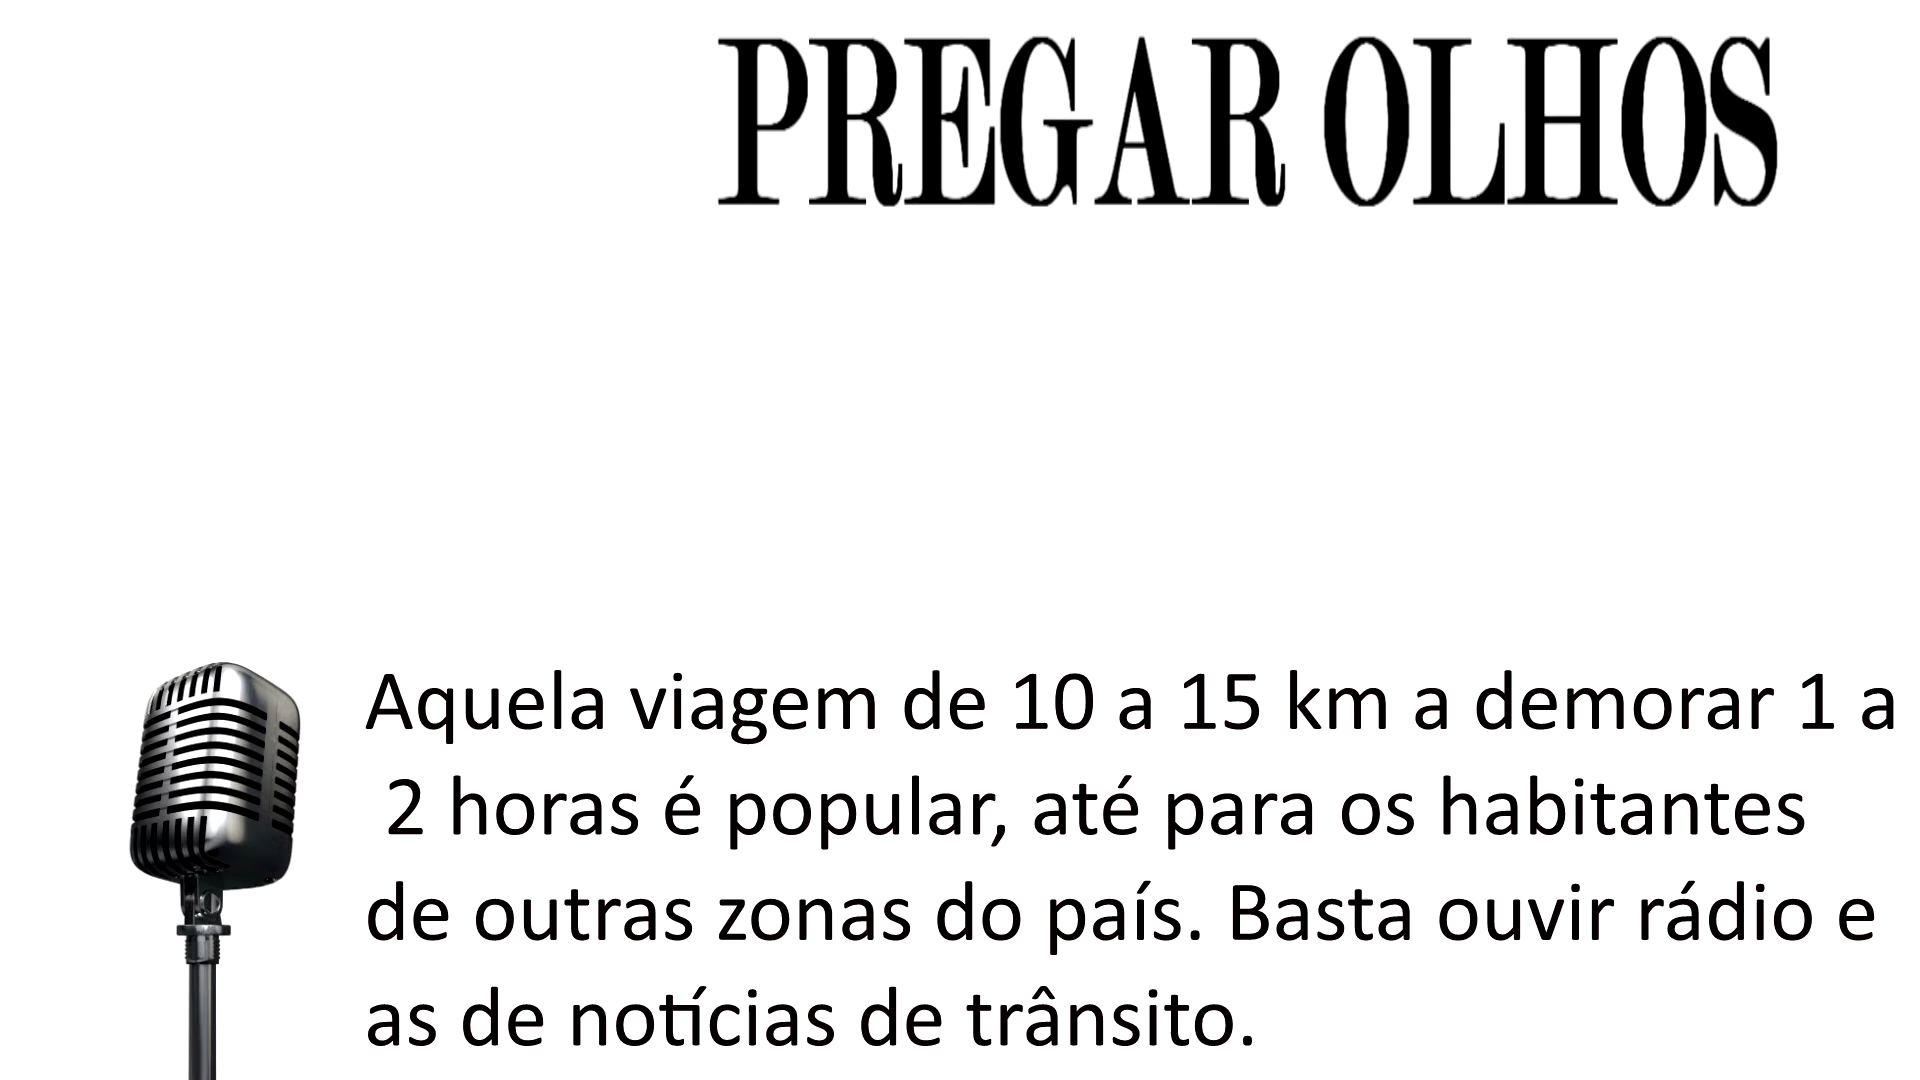 PREGAR OLHOS
Aquela viagem de 10 a 15 km a demorar 1 a
2 horas é popular, até para os habitantes
de outras zonas do país. Basta ouvir rádio e
as de notícias de trânsito.